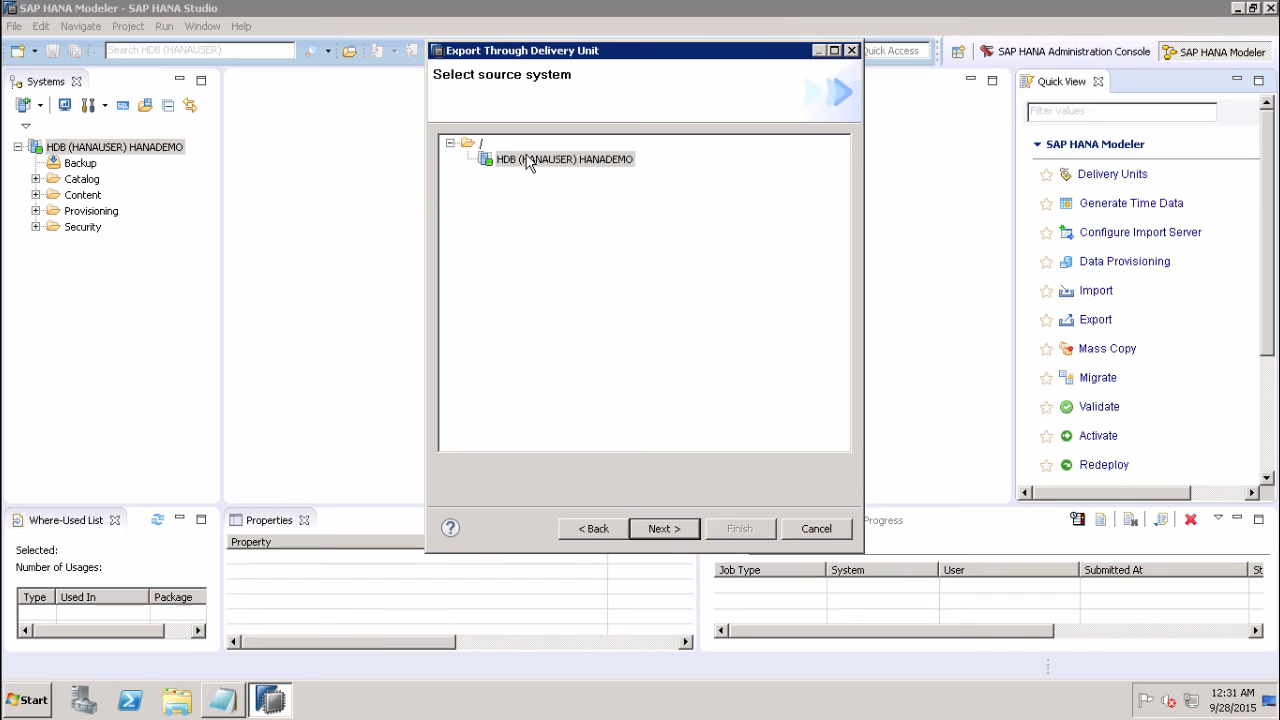 SAP HANA Modeler - SAP HANA Studio
File Edit Navigate Project Run Window Help
Search HDB (HANAUSER)
Quick Access
SAP HANA Administration Console
SAP HANA Modeler
Systems
HDB (HANAUSER) HANADEMO
Backup
Catalog
Content
Provisioning
Security
Export Through Delivery Unit
Select source system
/
HDB (HANAUSER) HANADEMO
< Back
Next >
Finish
Cancel
Quick View
Filter values
SAP HANA Modeler
Delivery Units
Generate Time Data
Configure Import Server
Data Provisioning
Import
Export
Mass Copy
Migrate
Validate
Activate
Redeploy
Where-Used List
Selected:
Number of Usages:
Type Used In Package
Properties
Property
Progress
Job Type System User Submitted At St
Start
12:31 AM
9/28/2015